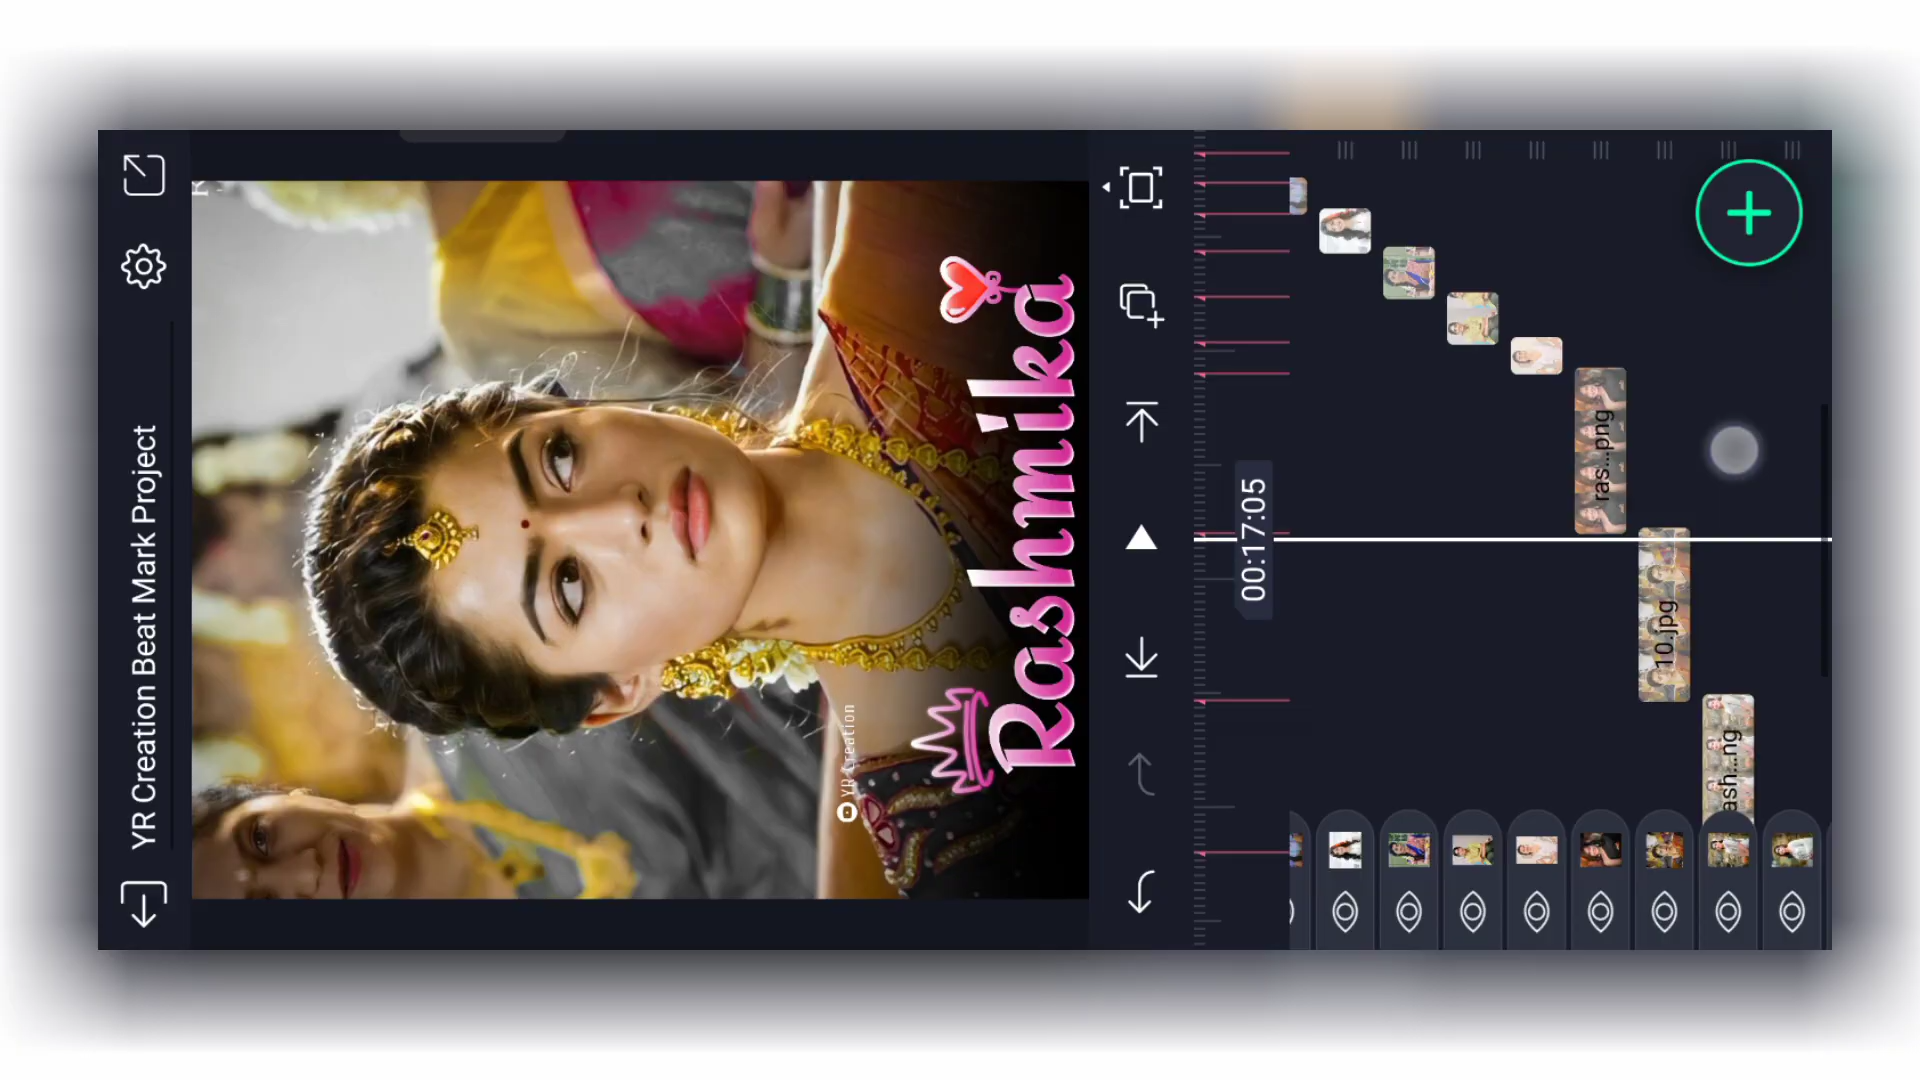 YR Creation Beat Mark Project
YR Creation
Rashmika
00:17:05
ras...png
10.jpg
ash...ng